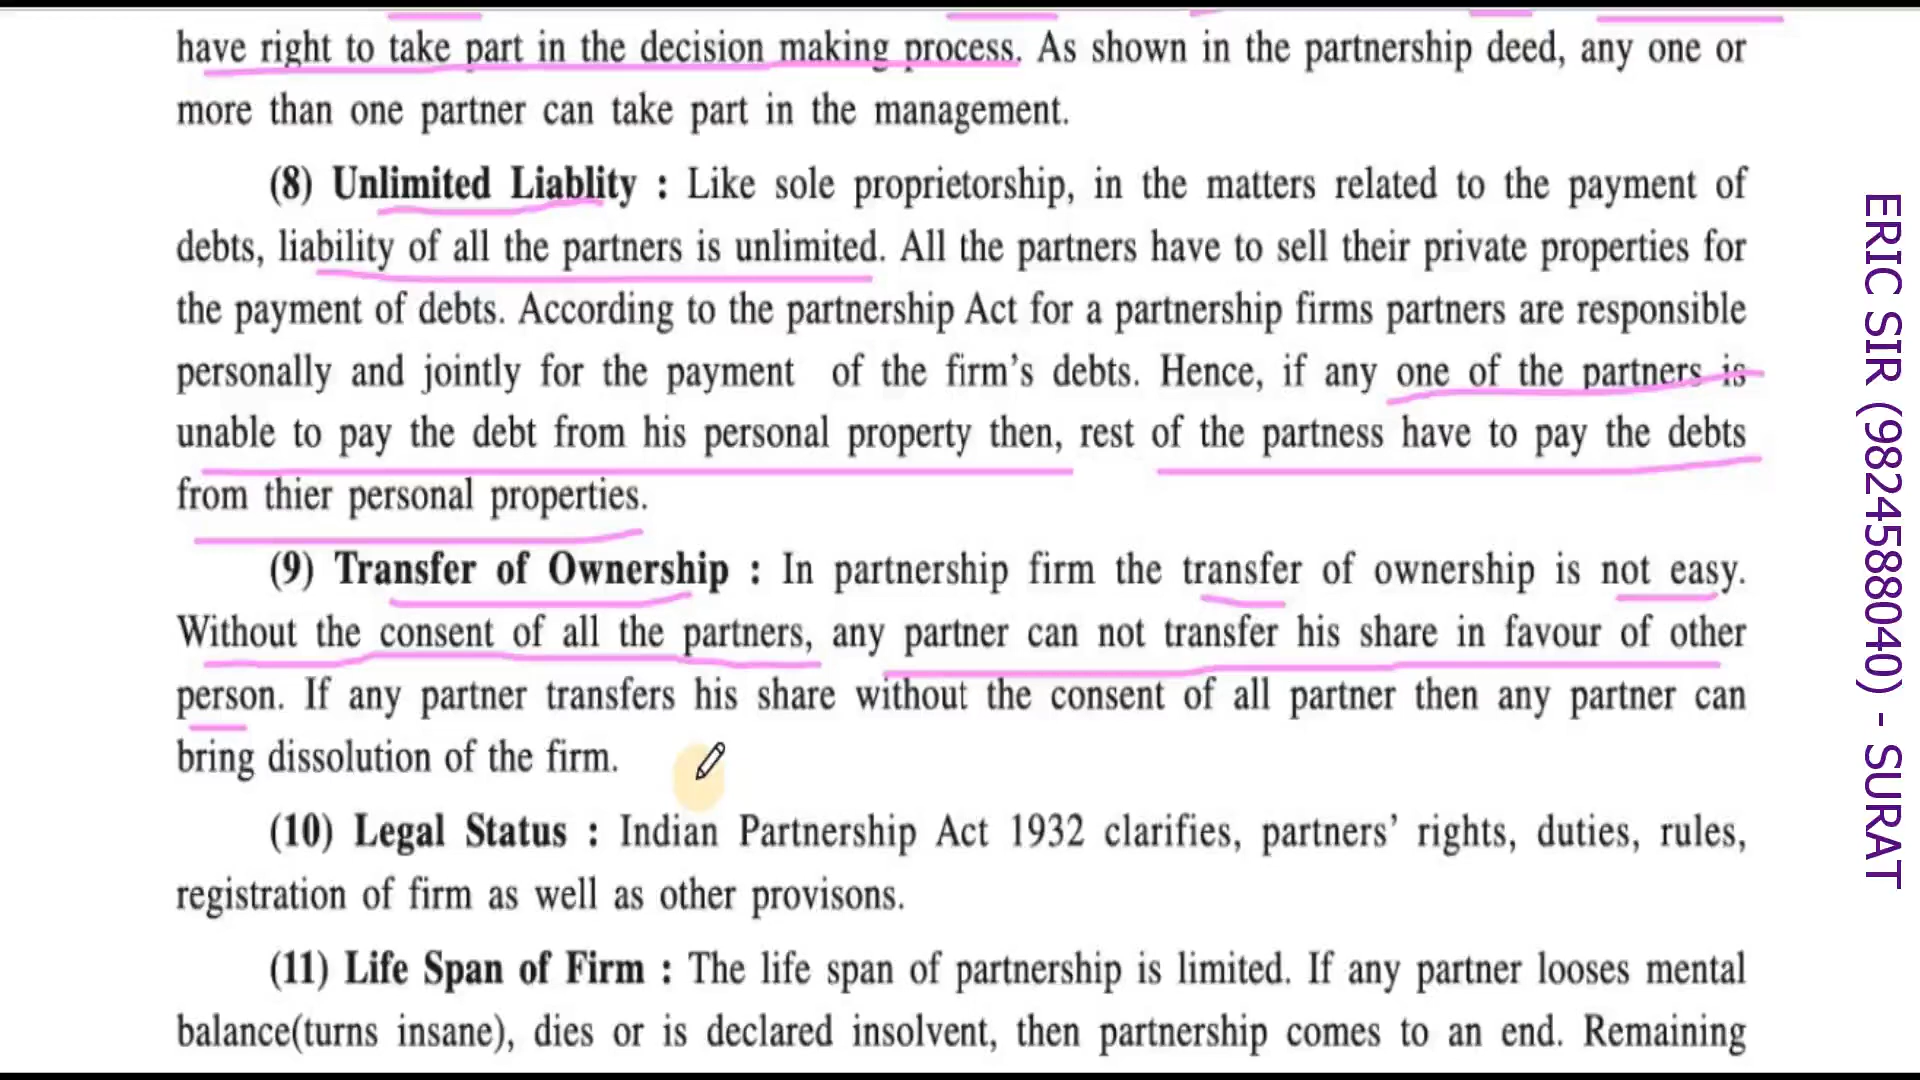 have right to take part in the decision making process. As shown in the partnership deed, any one or
more than one partner can take part in the management.
(8) Unlimited Liablity : Like sole proprietorship, in the matters related to the payment of
debts, liability of all the partners is unlimited. All the partners have to sell their private properties for
the payment of debts. According to the partnership Act for a partnership firms partners are responsible
personally and jointly for the payment of the firm's debts. Hence, if any one of the partners is
unable to pay the debt from his personal property then, rest of the partness have to pay the debts
from thier personal properties.
(9) Transfer of Ownership : In partnership firm the transfer of ownership is not easy.
Without the consent of all the partners, any partner can not transfer his share in favour of other
person. If any partner transfers his share without the consent of all partner then any partner can
bring dissolution of the firm.
(10) Legal Status : Indian Partnership Act 1932 clarifies, partners' rights, duties, rules,
registration of firm as well as other provisons.
(11) Life Span of Firm : The life span of partnership is limited. If any partner looses mental
balance(turns insane), dies or is declared insolvent, then partnership comes to an end. Remaining
ERIC SIR (9824588040) - SURAT